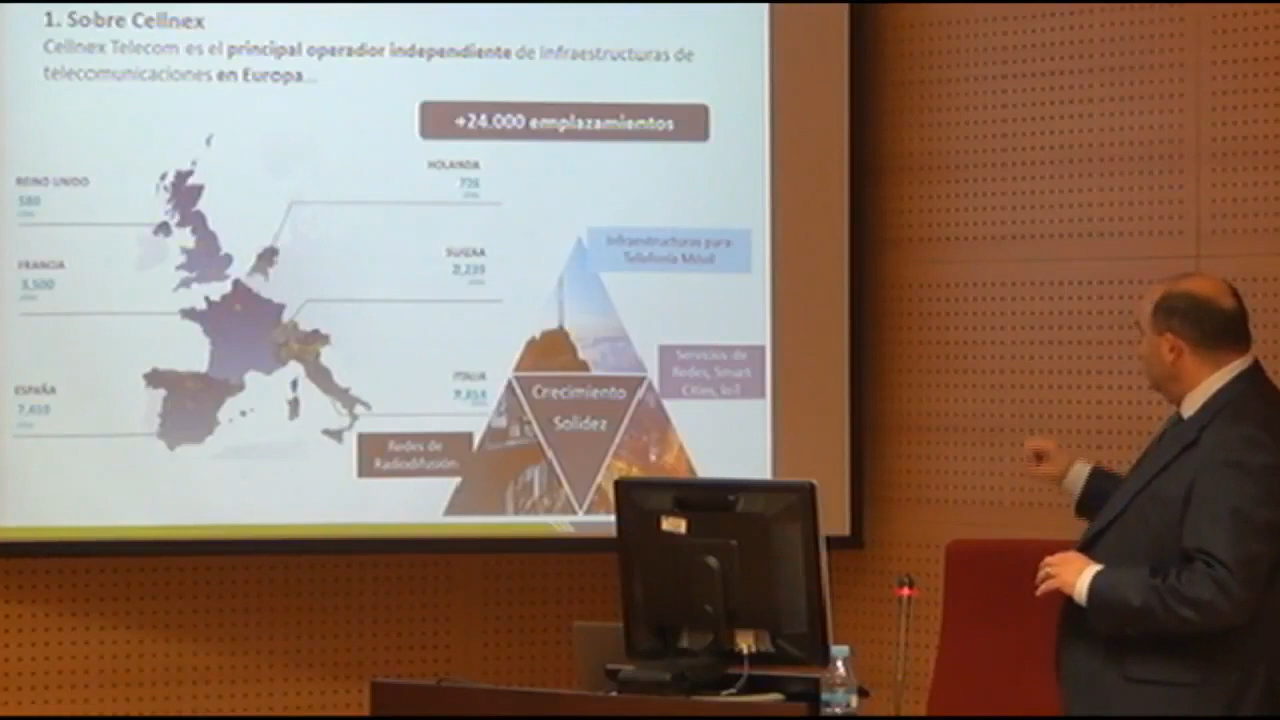 1. Sobre Cellnex
Cellnex Telecom es el principal operador independiente de infraestructuras de
telecomunicaciones en Europa...
+24.000 emplazamientos
REINO UNIDO
580
FRANCIA
3,500
ESPAÑA
HOLANDA
SUIZA
ITALIA
Infraestructuras para
Telefonía Móvil
Servicios de
Redes, Smart
Cities, IoT
Crecimiento
Solidez
Redes de
Radiodifusión